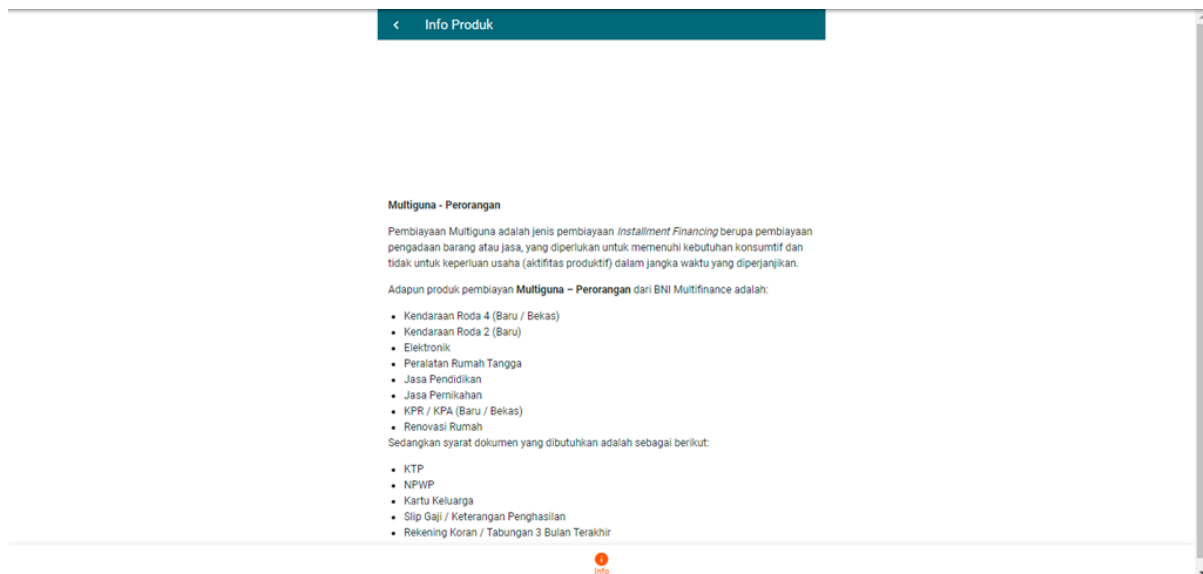 Info Produk
Multiguna - Perorangan
Pembiayaan Multiguna adalah jenis pembiayaan Installment Financing berupa pembiayaan
pengadaan barang atau jasa, yang diperlukan untuk memenuhi kebutuhan konsumtif dan
tidak untuk keperluan usaha (aktifitas produktif) dalam jangka waktu yang diperjanjikan.
Adapun produk pembiayan Multiguna – Perorangan dari BNI Multifinance adalah:
• Kendaraan Roda 4 (Baru / Bekas)
• Kendaraan Roda 2 (Baru)
• Elektronik
• Peralatan Rumah Tangga
• Jasa Pendidikan
• Jasa Pernikahan
• KPR / KPA (Baru / Bekas)
• Renovasi Rumah
Sedangkan syarat dokumen yang dibutuhkan adalah sebagai berikut:
• KTP
• NPWP
• Kartu Keluarga
• Slip Gaji / Keterangan Penghasilan
• Rekening Koran / Tabungan 3 Bulan Terakhir
Info